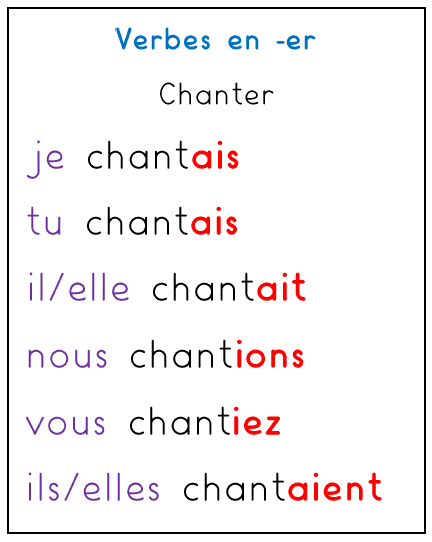 Verbes en -er
Chanter
je chantais
tu chantais
il/elle chantait
nous chantions
vous chantiez
ils/elles chantaient